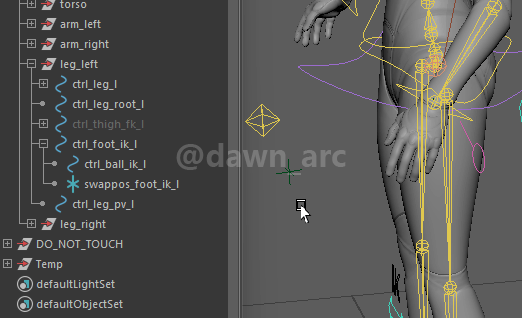 torso
arm_left
arm_right
leg_left
ctrl_leg_l
ctrl_leg_root_l
ctrl_thigh_fk_l
ctrl_foot_ik_l
ctrl_ball_ik_l
swappos_foot_ik_l
ctrl_leg_pv_l
leg_right
DO_NOT_TOUCH
Temp
defaultLightSet
defaultObjectSet
@dawn_arc